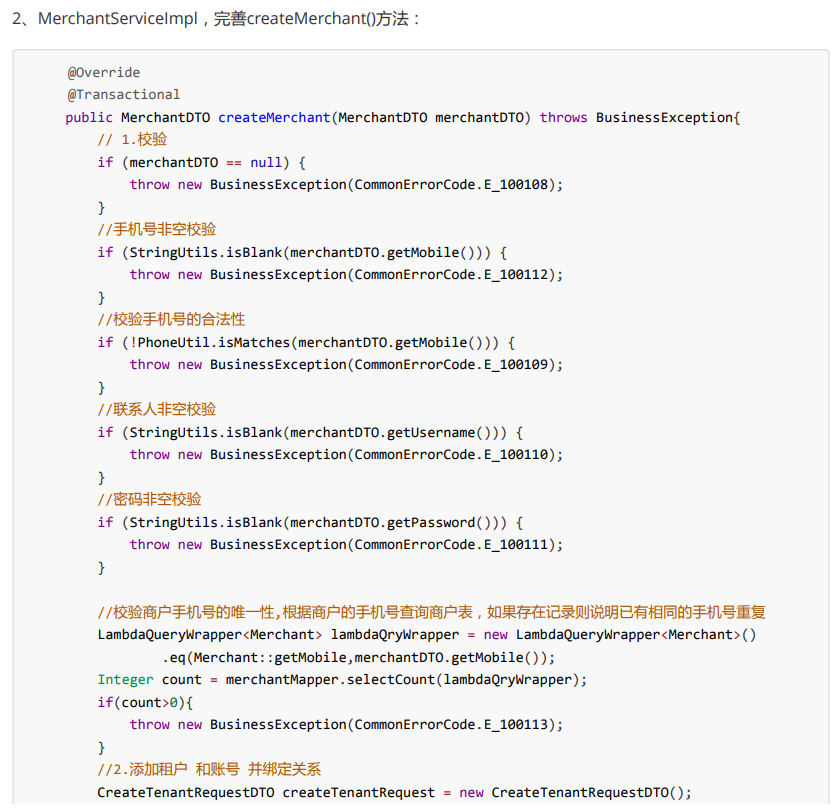 2、MerchantServiceImpl，完善createMerchant()方法：
@Override
@Transactional
public MerchantDTO createMerchant(MerchantDTO merchantDTO) throws BusinessException{
// 1.校验
if (merchantDTO == null) {
throw new BusinessException(CommonErrorCode.E_100108);
}
//手机号非空校验
if (StringUtils.isBlank(merchantDTO.getMobile())) {
throw new BusinessException(CommonErrorCode.E_100112);
}
//校验手机号的合法性
if (!PhoneUtil.isMatches(merchantDTO.getMobile())) {
throw new BusinessException(CommonErrorCode.E_100109);
}
//联系人非空校验
if (StringUtils.isBlank(merchantDTO.getUsername())) {
throw new BusinessException(CommonErrorCode.E_100110);
}
//密码非空校验
if (StringUtils.isBlank(merchantDTO.getPassword())) {
throw new BusinessException(CommonErrorCode.E_100111);
}
//校验商户手机号的唯一性,根据商户的手机号查询商户表，如果存在记录则说明已有相同的手机号重复
LambdaQueryWrapper<Merchant> lambdaQryWrapper = new LambdaQueryWrapper<Merchant>()
.eq(Merchant::getMobile,merchantDTO.getMobile());
Integer count = merchantMapper.selectCount(lambdaQryWrapper);
if(count>0){
throw new BusinessException(CommonErrorCode.E_100113);
}
//2.添加租户 和账号 并绑定关系
CreateTenantRequestDTO createTenantRequest = new CreateTenantRequestDTO();